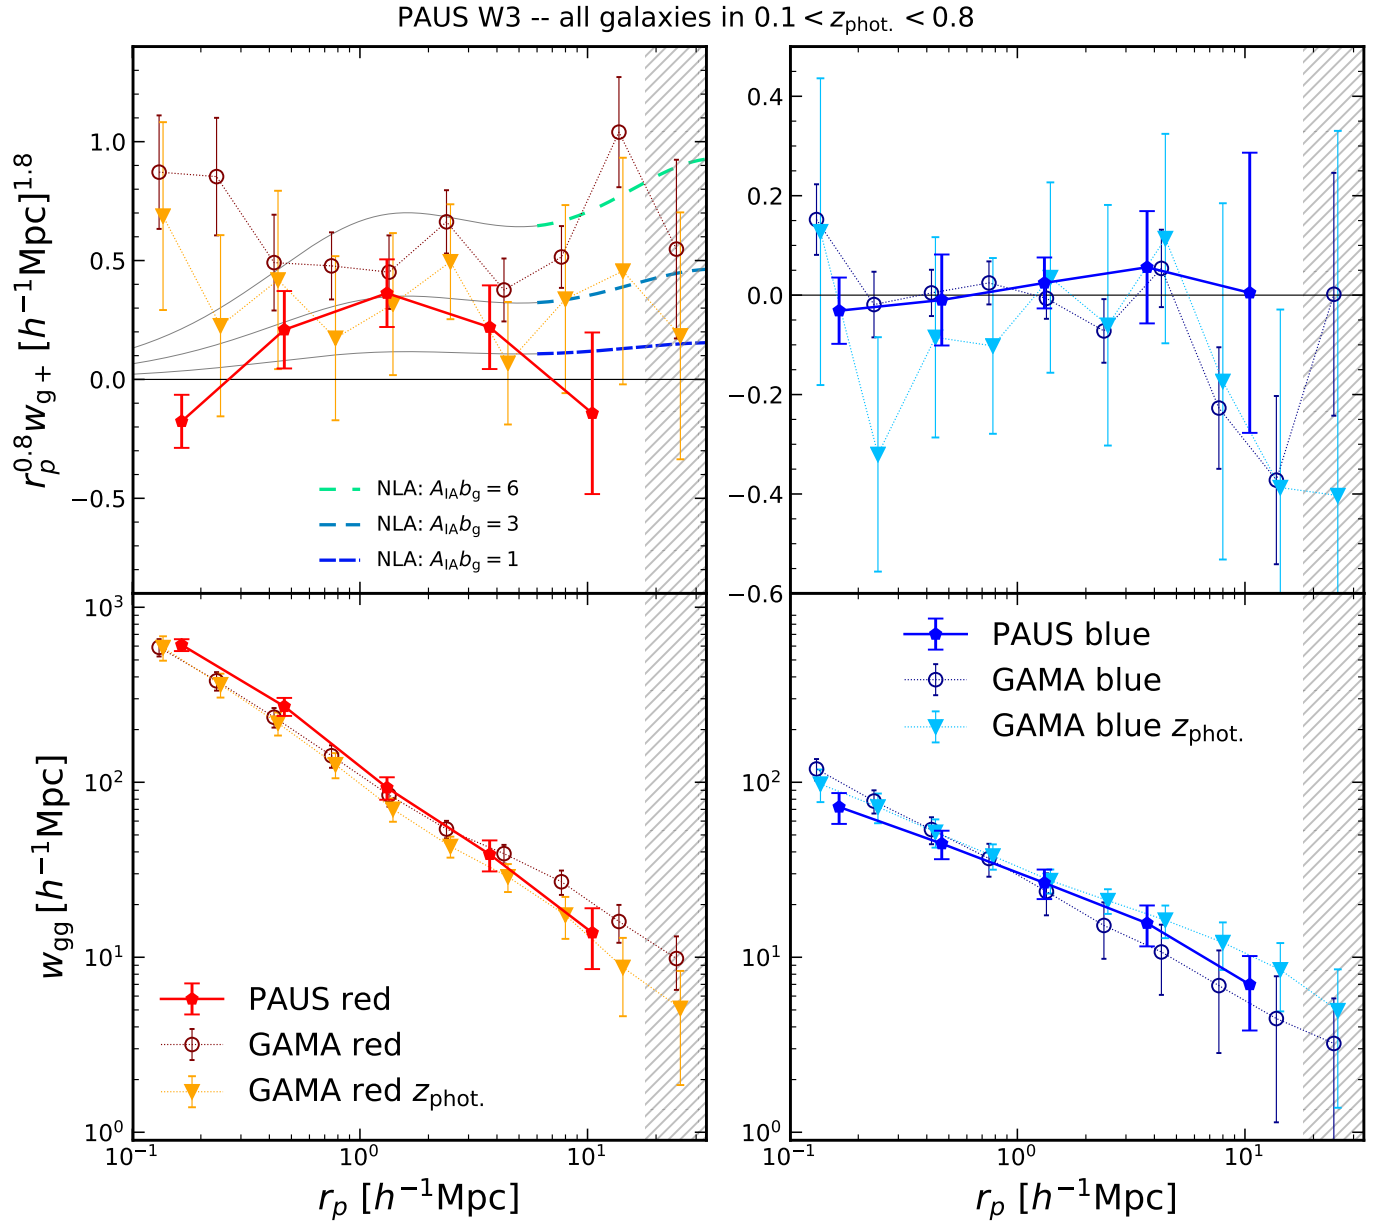 PAUS W3 -- all galaxies in 0.1 < z_phot. < 0.8
r_p^0.8 w_g+ [h^−1Mpc]^1.8
1.0
0.5
0.0
−0.5
NLA: A_IA b_g = 6
NLA: A_IA b_g = 3
NLA: A_IA b_g = 1
0.4
0.2
0.0
−0.2
−0.4
−0.6
w_gg [h^−1Mpc]
10^3
10^2
10^1
10^0
PAUS red
GAMA red
GAMA red z_phot.
10^−1
10^0
10^1
r_p [h^−1Mpc]
PAUS blue
GAMA blue
GAMA blue z_phot.
10^2
10^1
10^0
10^−1
10^0
10^1
r_p [h^−1Mpc]